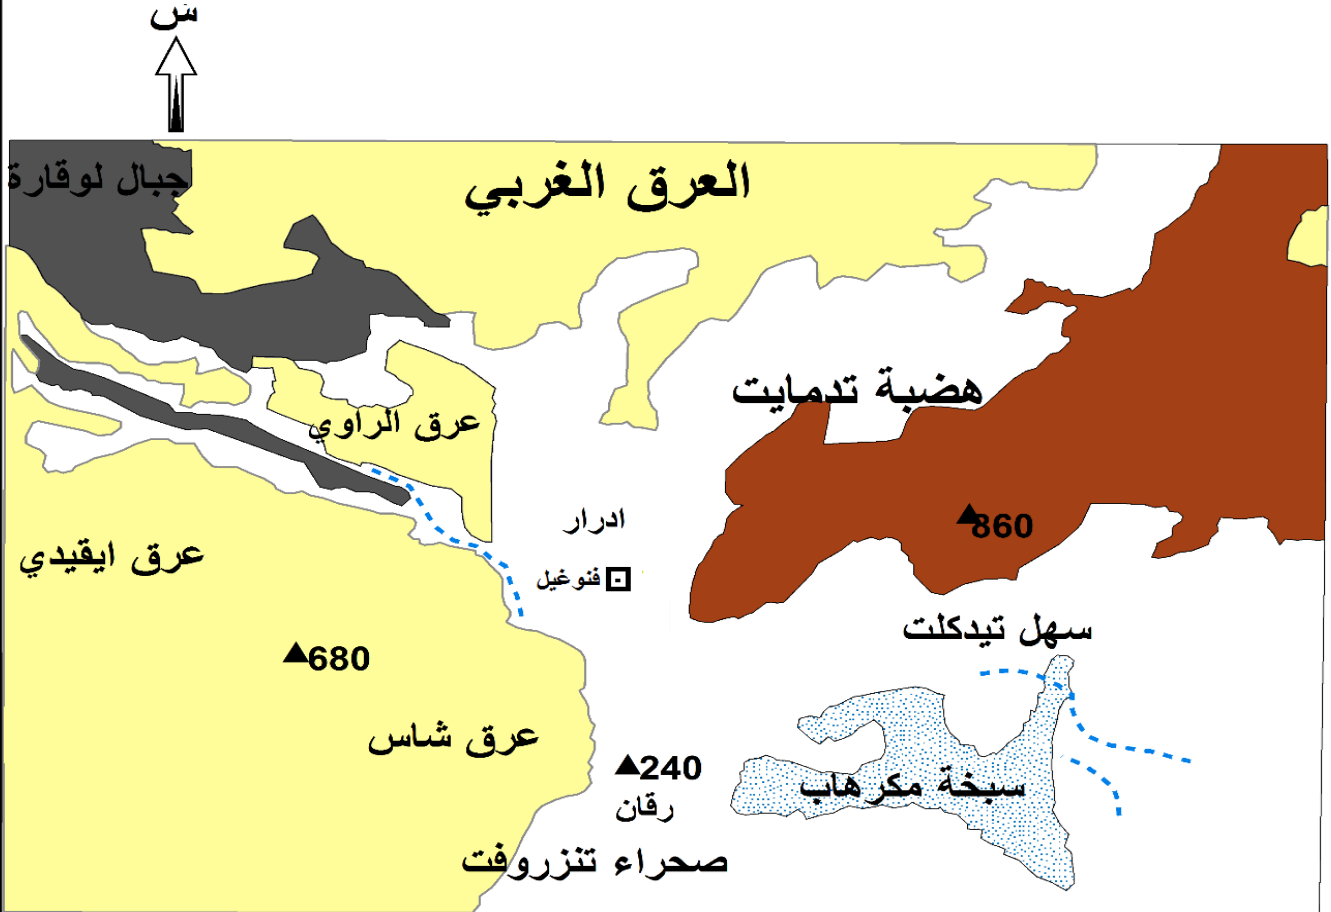 ش
جبال لوقارة
العرق الغربي
هضبة تدمايت
عرق الراوي
ادرار
860
عرق ايقيدي
فنوغيل
سهل تيدكلت
680
عرق شاس
240
سبخة مكرهاب
رقان
صحراء تنزروفت